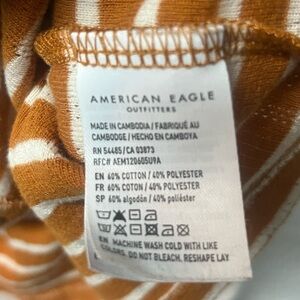 AMERICAN EAGLE
OUTFITTERS
MADE IN CAMBODIA / FABRIQUÉ AU
CAMBODGE / HECHO EN CAMBOYA
RN 54485 / CA 03873
RFC# AEM120605U9A
EN 60% COTTON / 40% POLYESTER
FR 60% COTON / 40% POLYESTER
SP 60% algodón / 40% poliéster
EN MACHINE WASH COLD WITH LIKE
COLORS. DO NOT BLEACH. RESHAPE LAY